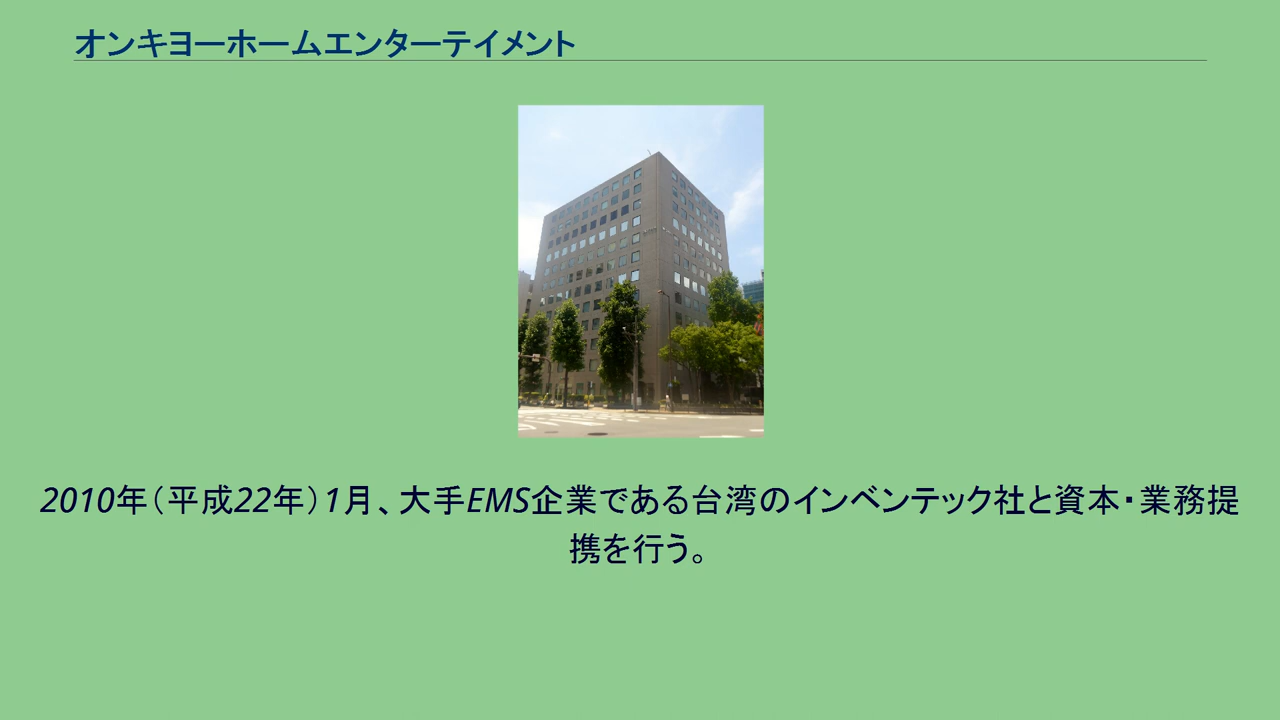 オンキヨーホームエンターテイメント
2010年（平成22年）1月、大手EMS企業である台湾のインベンテック社と資本・業務提
携を行う。